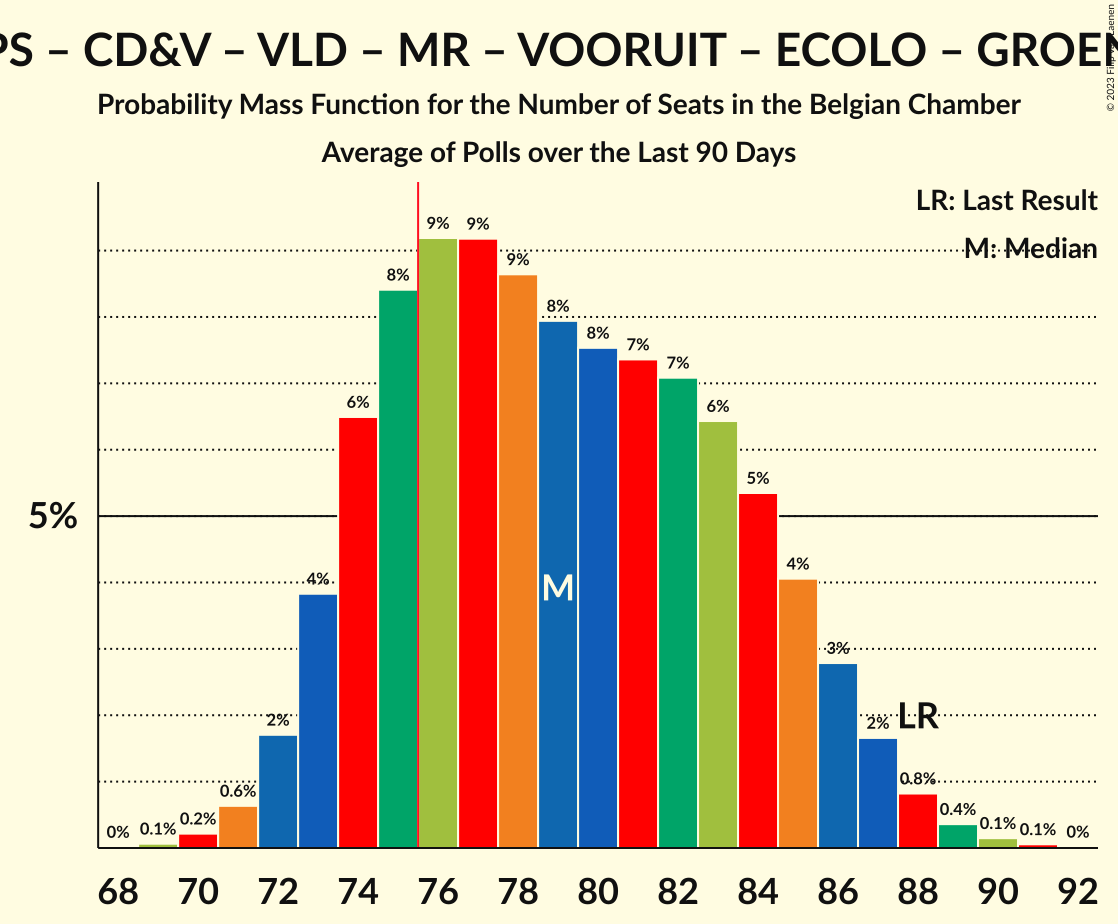 PS – CD&V – VLD – MR – VOORUIT – ECOLO – GROEN
Probability Mass Function for the Number of Seats in the Belgian Chamber
Average of Polls over the Last 90 Days
© 2023 Filip van Laenen
LR: Last Result
M: Median
5%
0% 0.1% 0.2% 0.6% 2% 4% 6% 8% 9% 9% 9% 8% 8% 7% 7% 6% 5% 4% 3% 2% 0.8% 0.4% 0.1% 0.1% 0%
M
LR
68 70 72 74 76 78 80 82 84 86 88 90 92